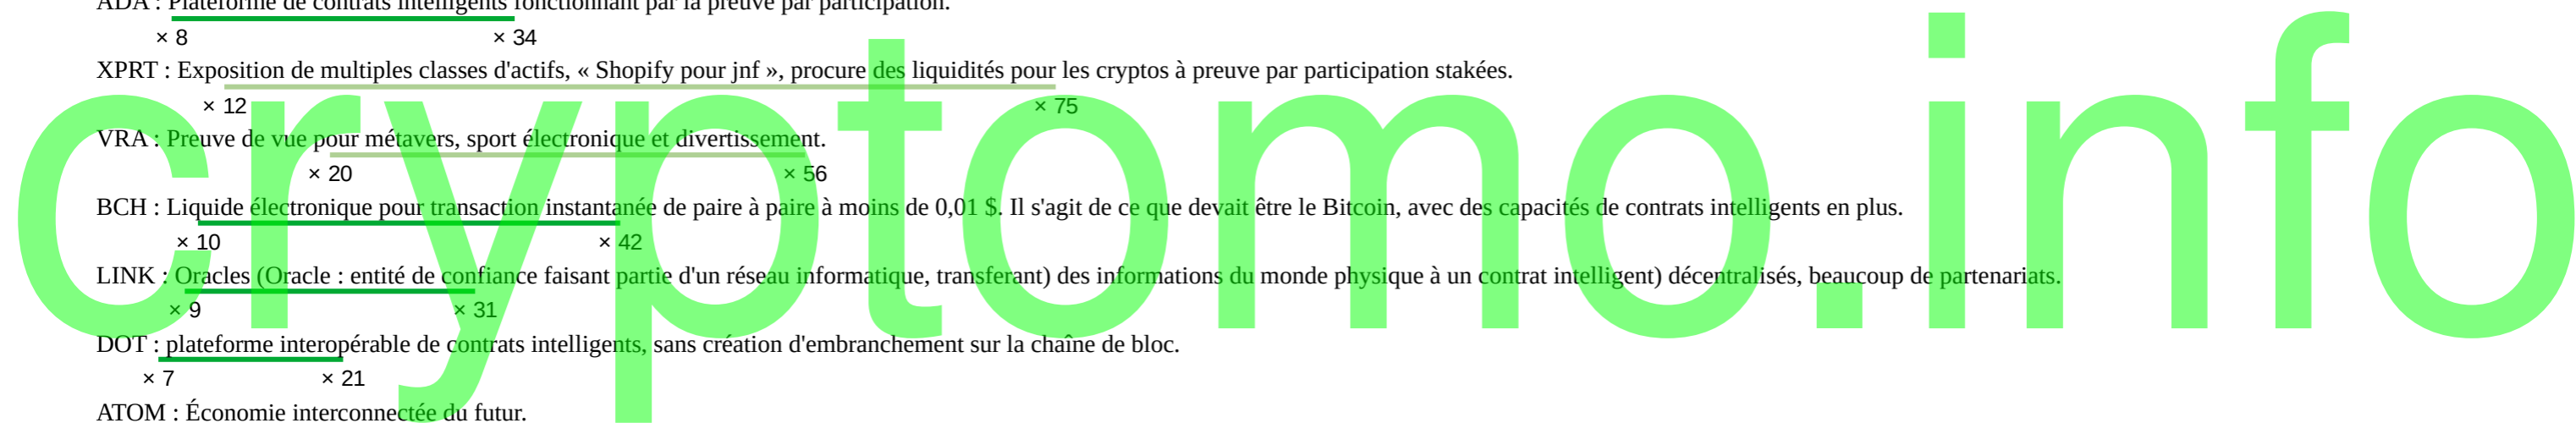 ADA : Plateforme de contrats intelligents fonctionnant par la preuve par participation.
× 8 × 34
XPRT : Exposition de multiples classes d'actifs, « Shopify pour jnf », procure des liquidités pour les cryptos à preuve par participation stakées.
× 12 × 75
VRA : Preuve de vue pour métavers, sport électronique et divertissement.
× 20 × 56
BCH : Liquide électronique pour transaction instantanée de paire à paire à moins de 0,01 $. Il s'agit de ce que devait être le Bitcoin, avec des capacités de contrats intelligents en plus.
× 10 × 42
LINK : Oracles (Oracle : entité de confiance faisant partie d'un réseau informatique, transferant) des informations du monde physique à un contrat intelligent) décentralisés, beaucoup de partenariats.
× 9 × 31
DOT : plateforme interopérable de contrats intelligents, sans création d'embranchement sur la chaîne de bloc.
× 7 × 21
ATOM : Économie interconnectée du futur.
cryptomo.info